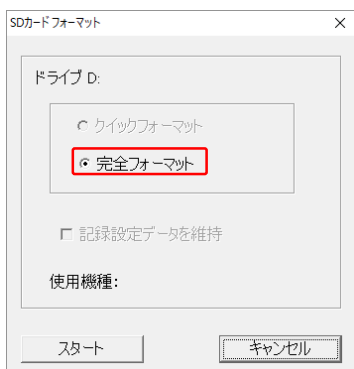 SDカードフォーマット
ドライブ D:
クイックフォーマット
完全フォーマット
記録設定データを維持
使用機種：
スタート
キャンセル